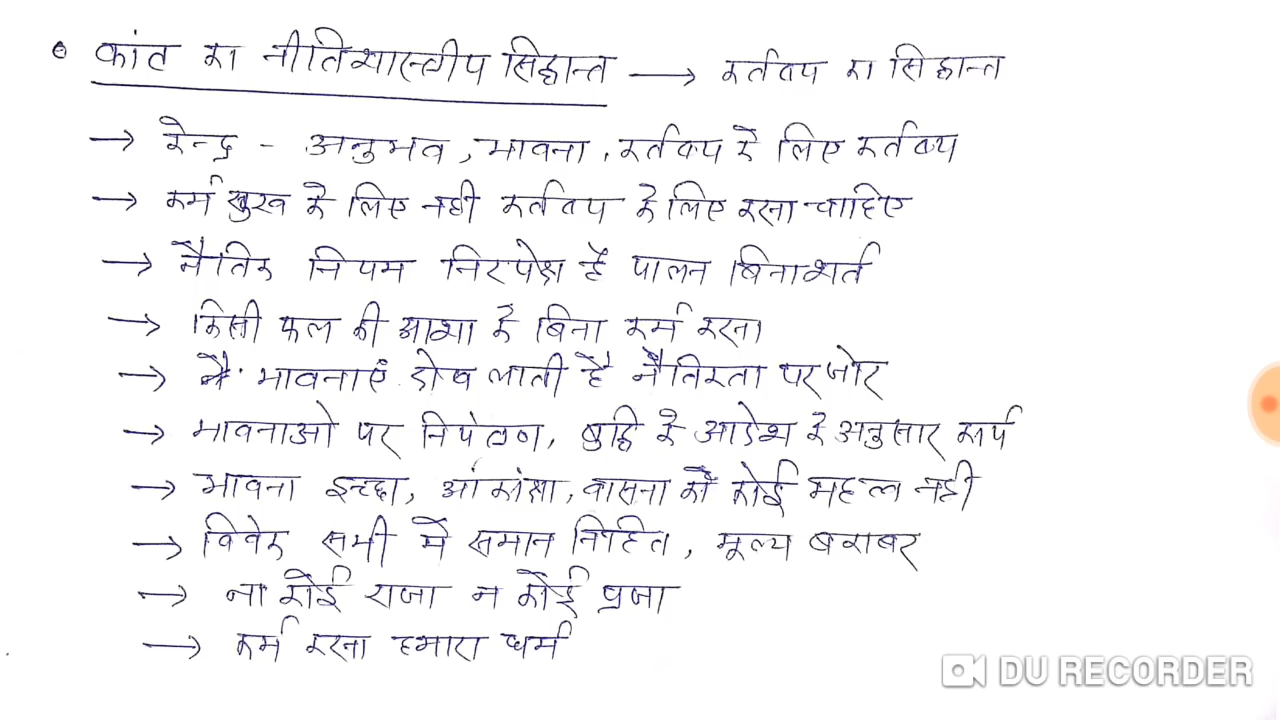 • कांट का नीतिशास्त्रीय सिद्धान्त → कर्तव्य का सिद्धान्त
→ केन्द्र - अनुभव, भावना, कर्तव्य के लिए कर्तव्य
→ कर्म सुख के लिए नही कर्तव्य के लिए करना चाहिए
→ नैतिक नियम निरपेक्ष है पालन बिनाशर्त
→ किसी फल की आशा के बिना कर्म करना
→ भावनाएं दोष लाती है नैतिकता पर जोर
→ भावनाओ पर नियंत्रण, बुद्धि के आदेश के अनुसार कार्य
→ भावना इच्छा, आंकांक्षा, वासना को कोई महत्व नही
→ विवेक सभी में समान निहित, मूल्य बराबर
→ ना कोई राजा न कोई प्रजा
→ कर्म करना हमारा धर्म
DU RECORDER